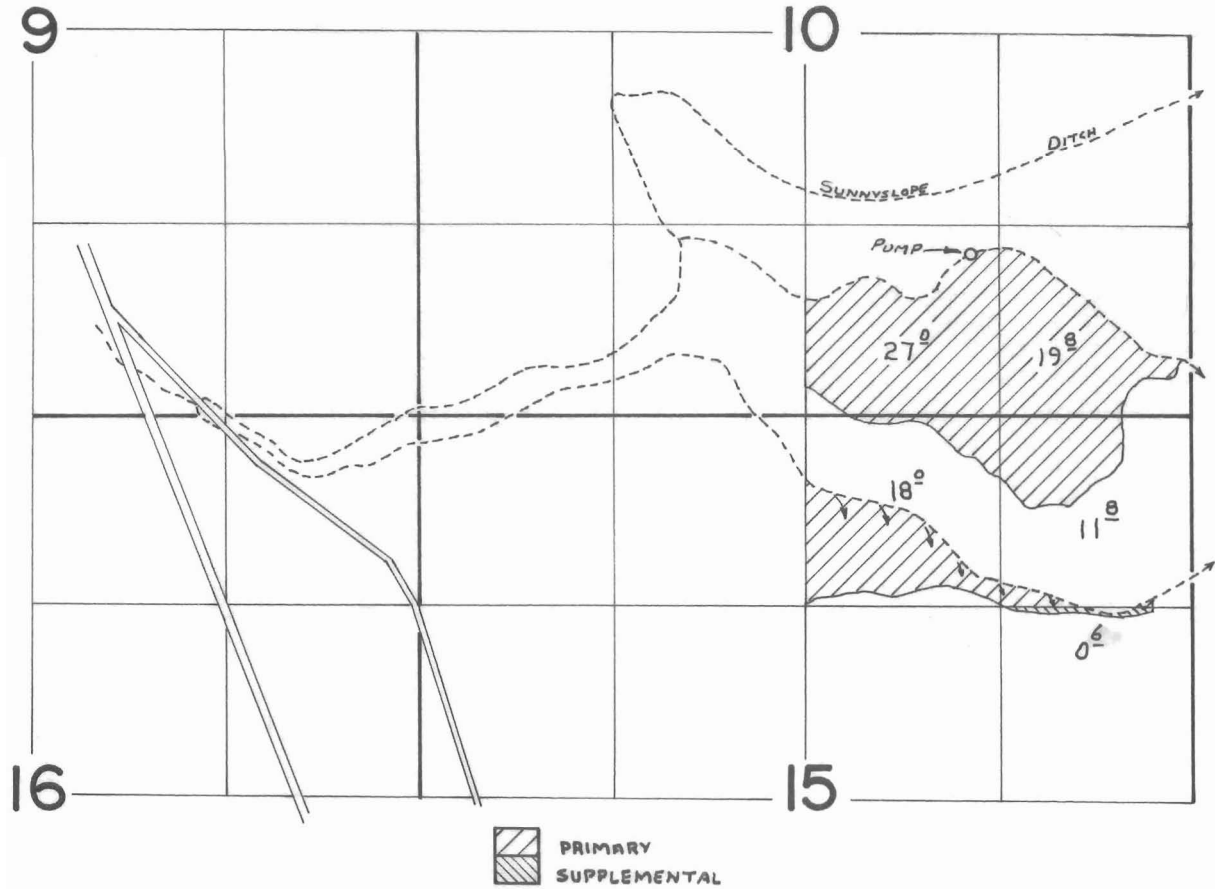 9
10
DITCH
SUNNYSLOPE
PUMP
27 0
19 8
18 0
11 8
0 6
16
15
PRIMARY
SUPPLEMENTAL